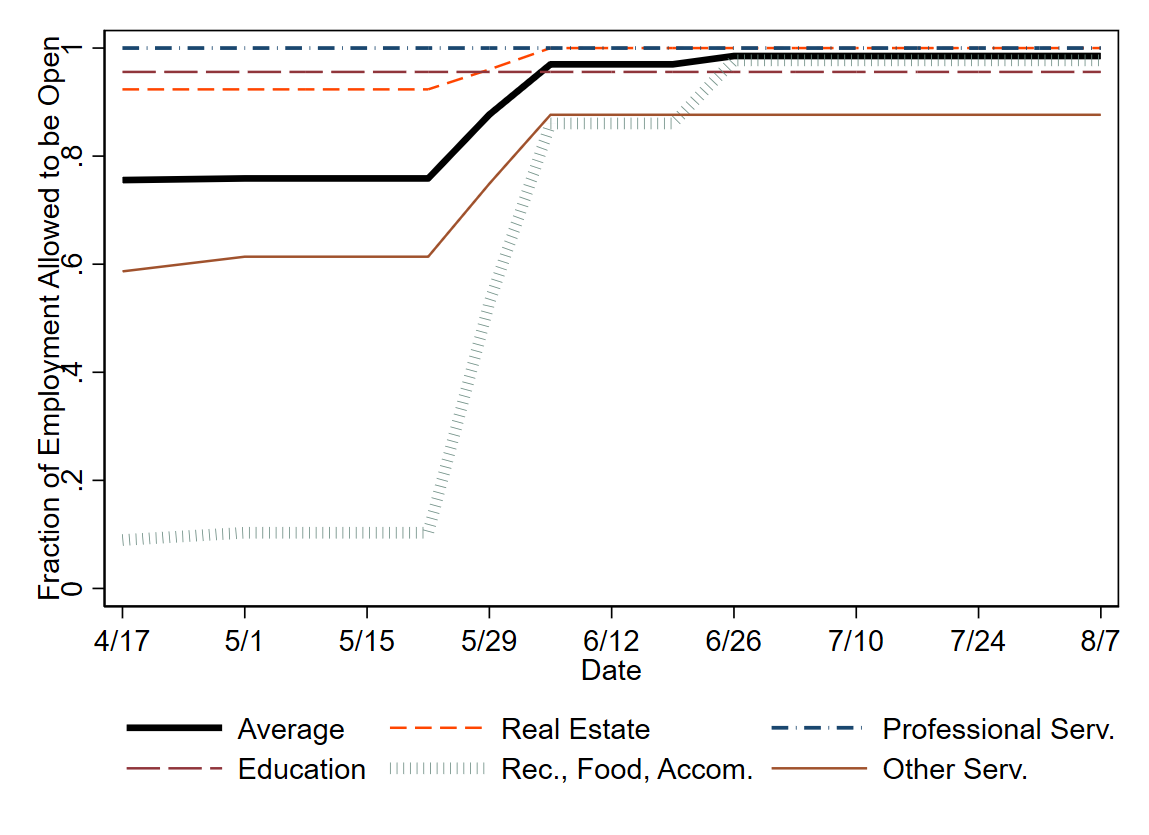 Fraction of Employment Allowed to be Open
1
.8
.6
.4
.2
0
4/17 5/1 5/15 5/29 6/12 6/26 7/10 7/24 8/7
Date
Average Real Estate Professional Serv.
Education Rec., Food, Accom. Other Serv.